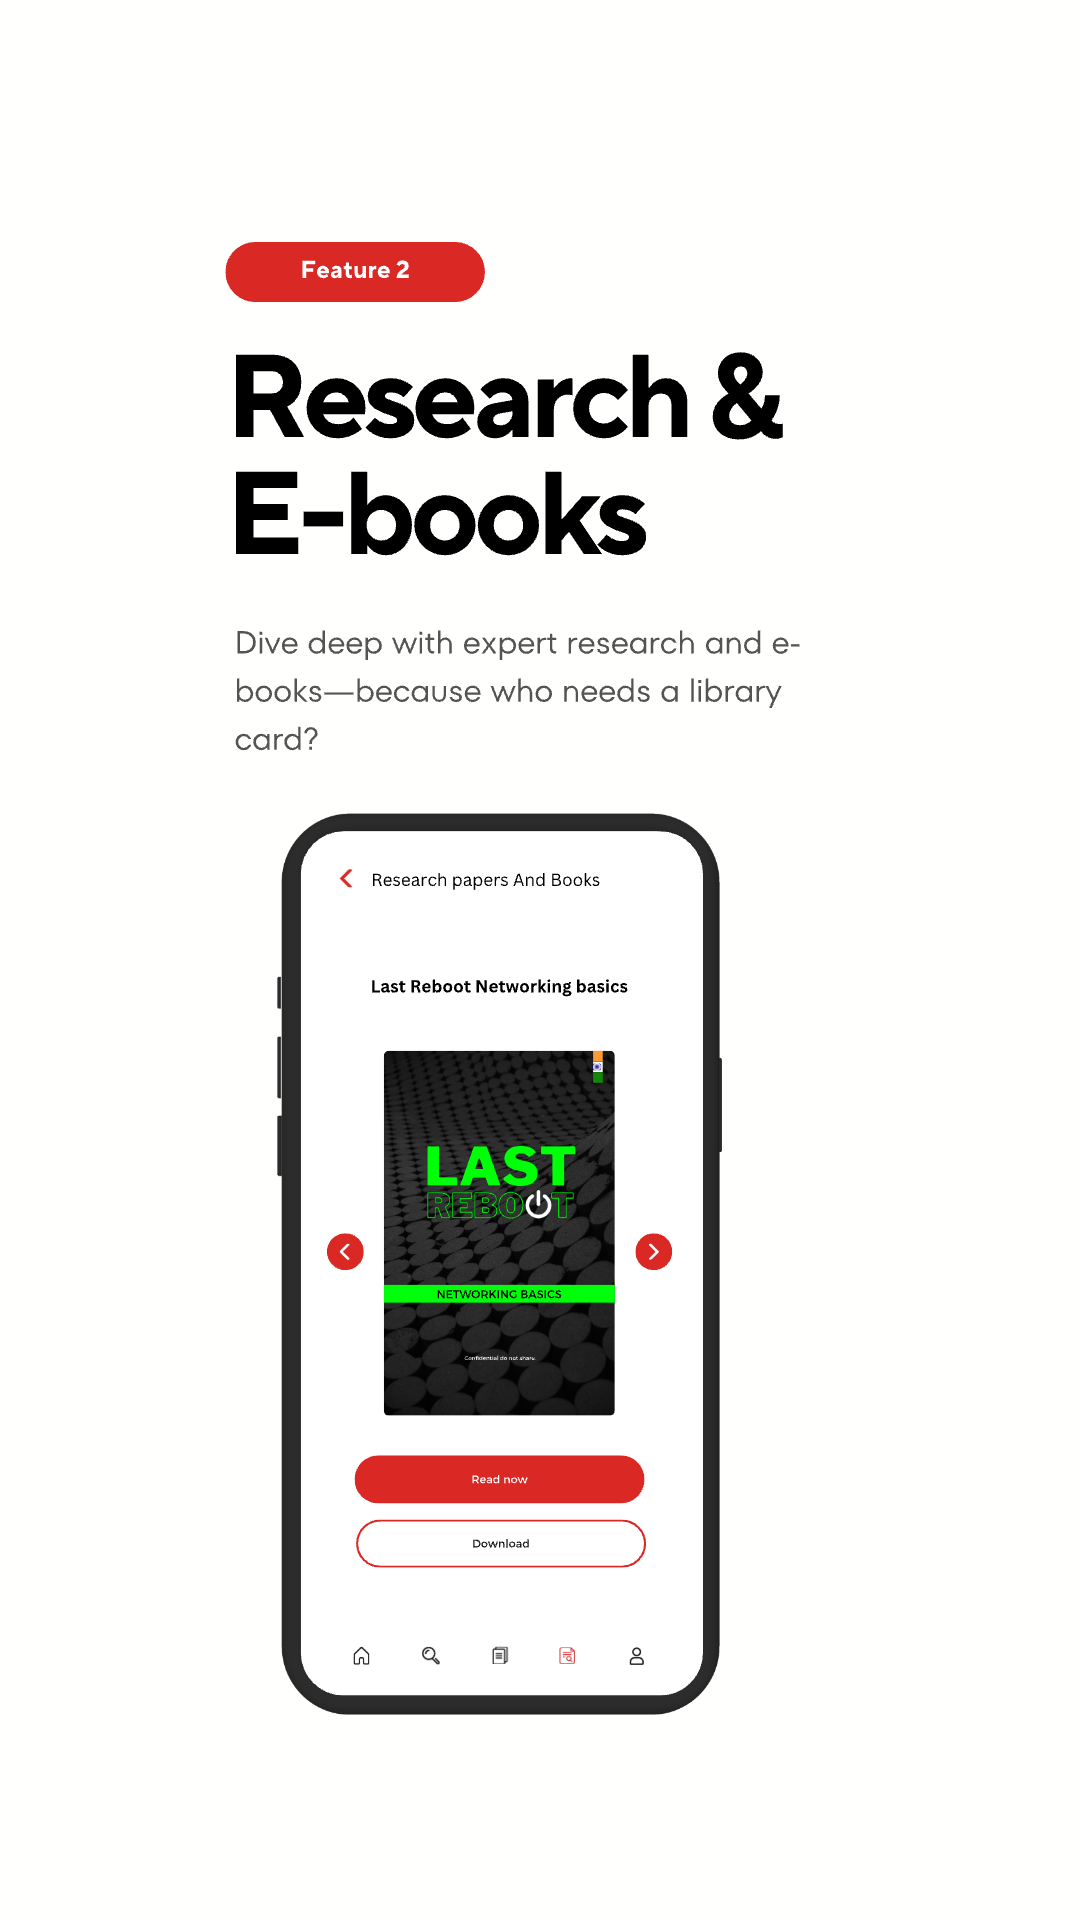 Feature 2
Research &
E-books
Dive deep with expert research and e-
books—because who needs a library
card?
Research papers And Books
Last Reboot Networking basics
LAST
REBOOT
NETWORKING BASICS
Confidential do not share.
Read now
Download